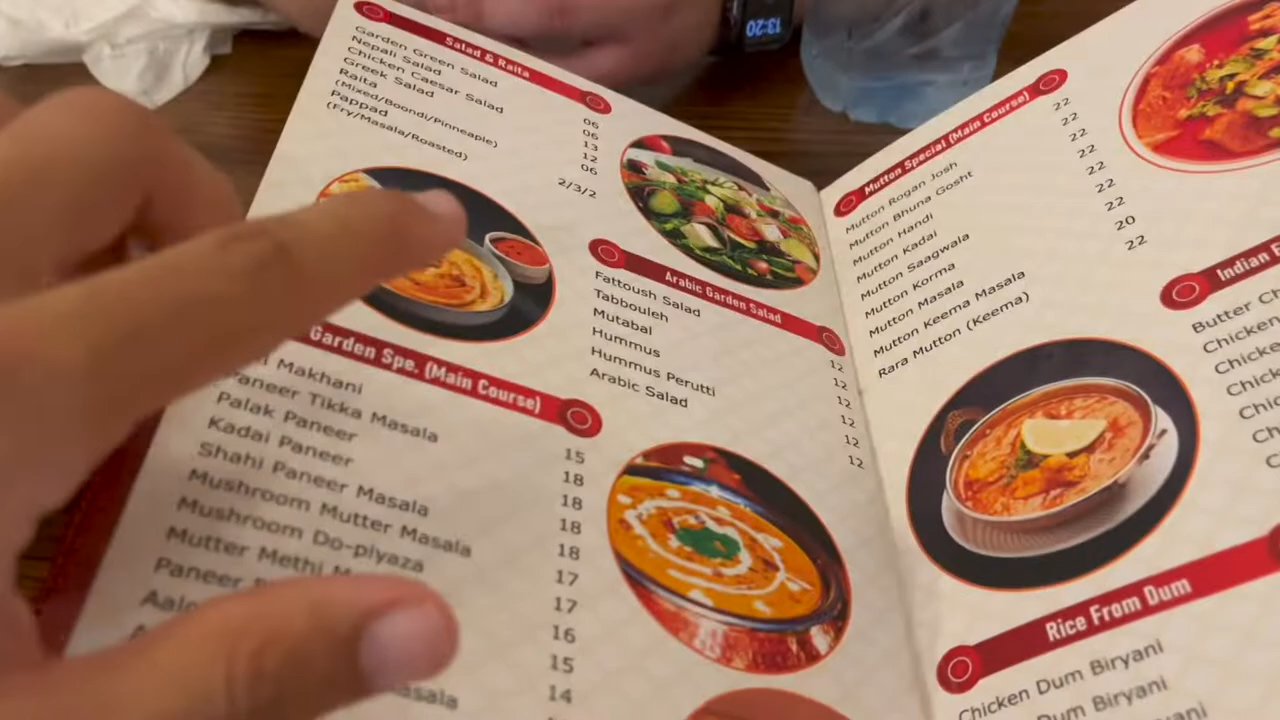 13:20
Salad & Raita
Garden Green Salad 06
Nepali Salad 06
Chicken Caesar Salad 13
Greek Salad 12
Raita 06
(Mixed/Boondi/Pinneaple)
Pappad 2/3/2
(Fry/Masala/Roasted)
Arabic Garden Salad
Fattoush Salad 12
Tabbouleh 12
Mutabal 12
Hummus 12
Hummus Perutti 12
Arabic Salad 12
Garden Spe. (Main Course)
Makhani 15
Paneer Tikka Masala 18
Palak Paneer 18
Kadai Paneer 18
Shahi Paneer Masala 18
Mushroom Mutter Masala 17
Mushroom Do-piyaza 17
Mutter Methi 16
Paneer 15
14
Mutton Special (Main Course)
Mutton Rogan Josh 22
Mutton Bhuna Gosht 22
Mutton Handi 22
Mutton Kadai 22
Mutton Saagwala 22
Mutton Korma 22
Mutton Masala 22
Mutton Keema Masala 20
Rara Mutton (Keema) 22
Indian
Butter
Chicken
Rice From Dum
Chicken Dum Biryani
Dum Biryani